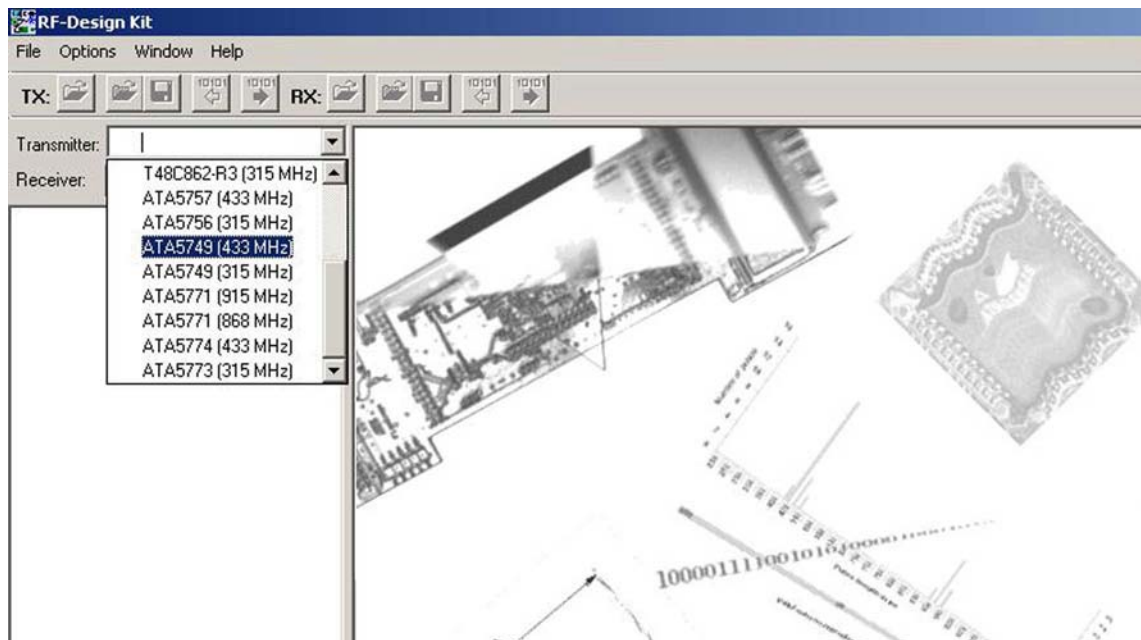 RF-Design Kit
File Options Window Help
TX: RX:
Transmitter:
Receiver:
T48C862-R3 (315 MHz)
ATA5757 (433 MHz)
ATA5756 (315 MHz)
ATA5749 (433 MHz)
ATA5749 (315 MHz)
ATA5771 (915 MHz)
ATA5771 (868 MHz)
ATA5774 (433 MHz)
ATA5773 (315 MHz)